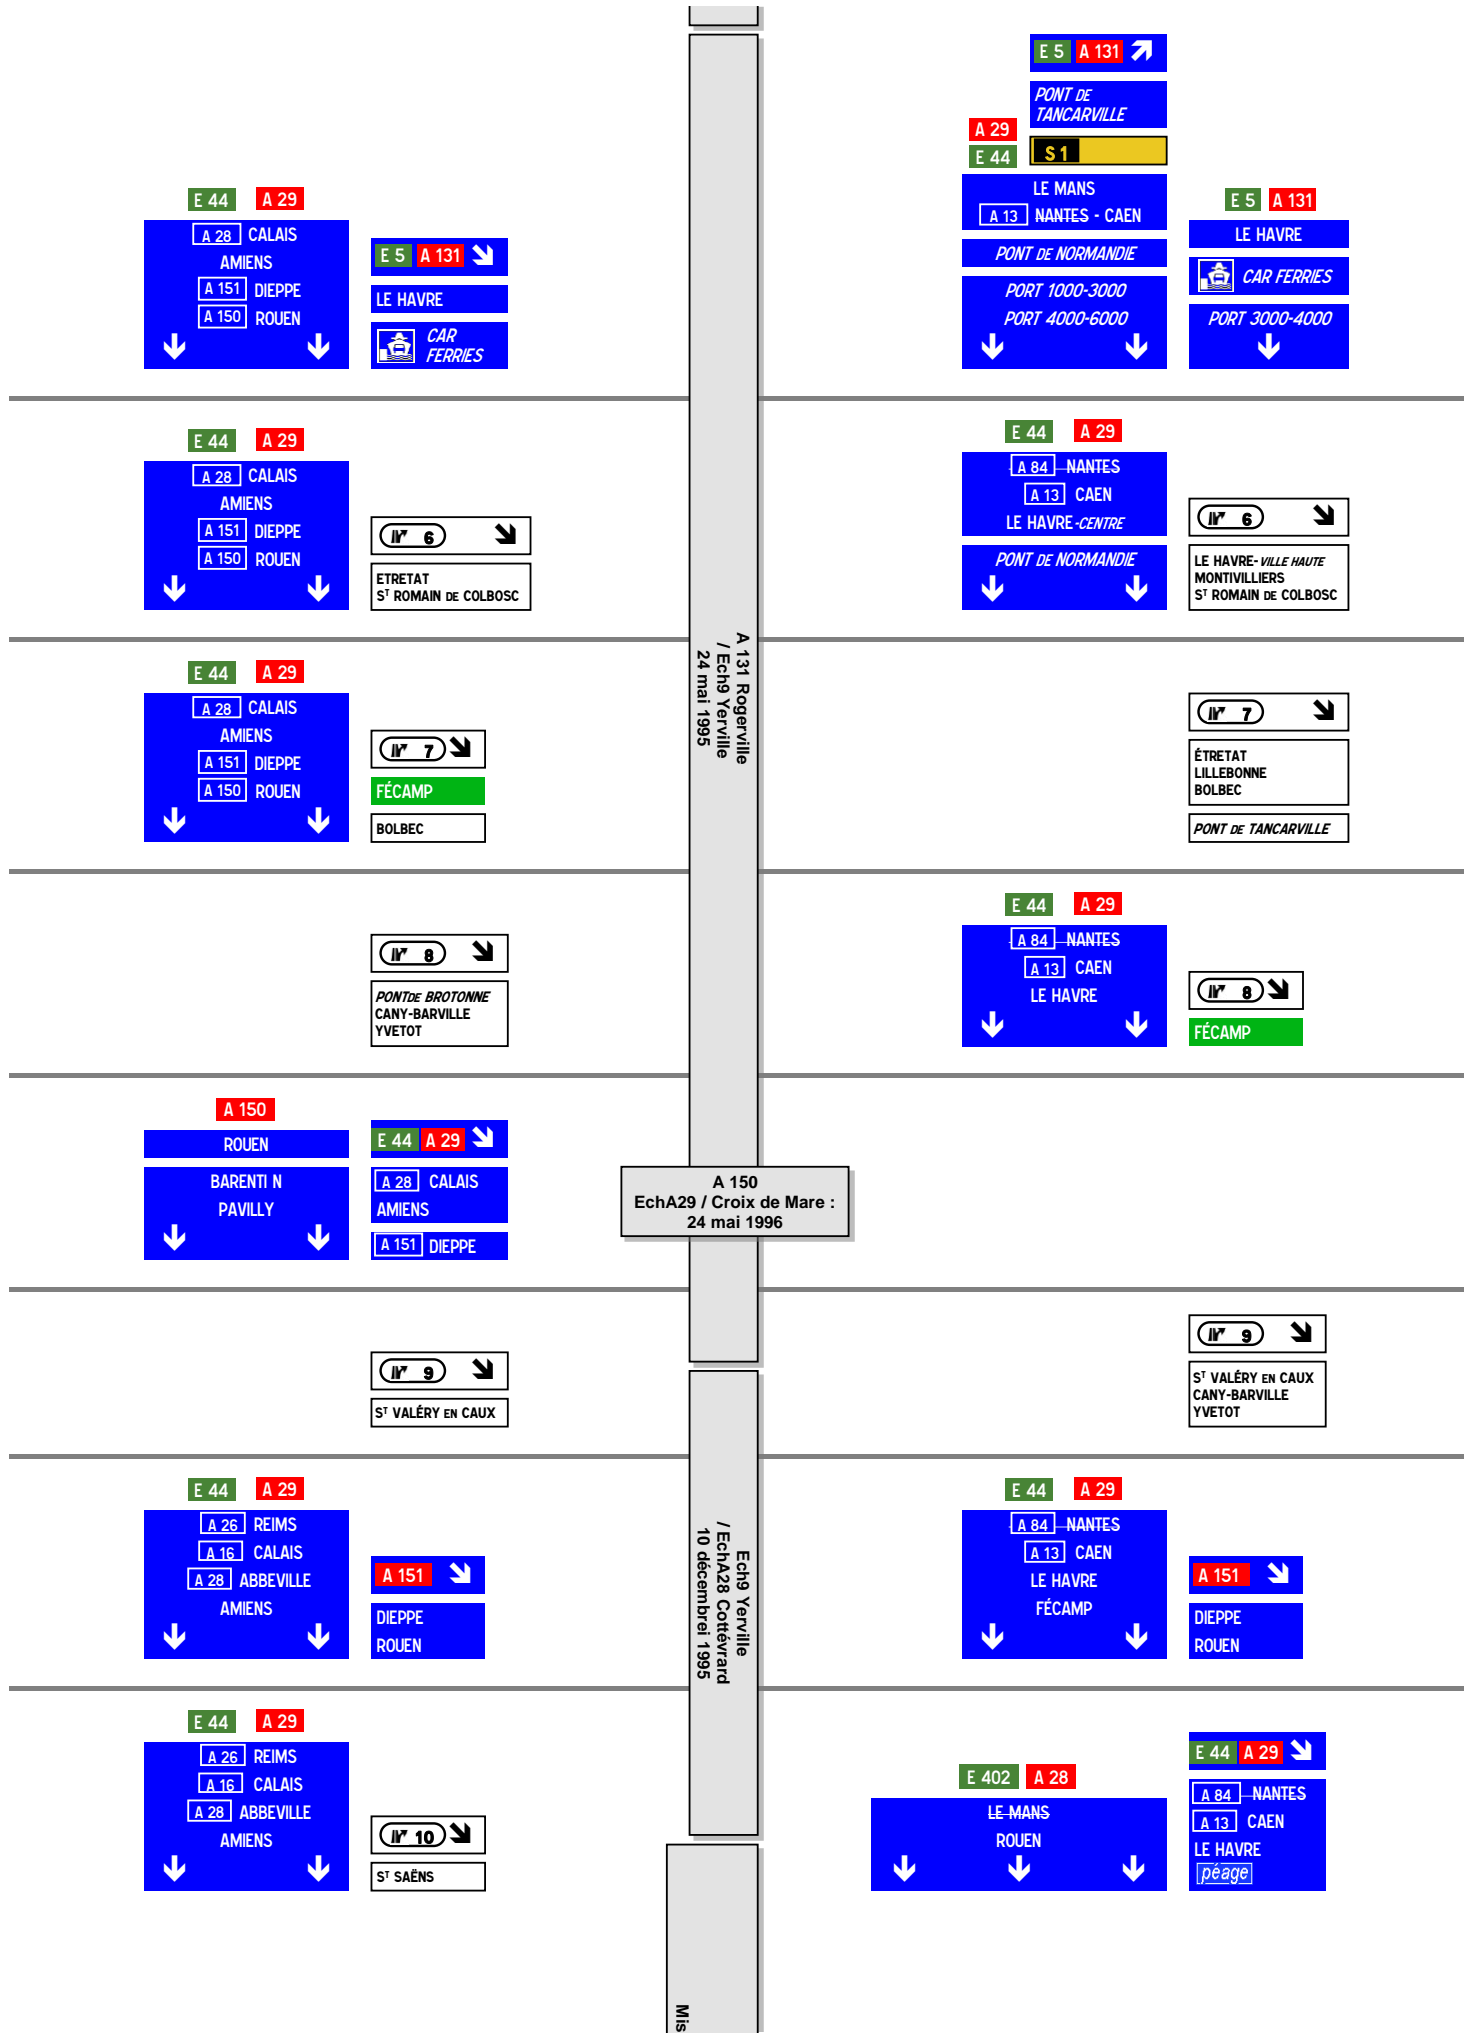 E 5 A 131
PONT DE
TANCARVILLE
A 29
E 44
S 1
E 44 A 29
A 28 CALAIS
AMIENS
A 151 DIEPPE
A 150 ROUEN
E 5 A 131
LE HAVRE
CAR
FERRIES
LE MANS
A 13 NANTES - CAEN
PONT DE NORMANDIE
PORT 1000-3000
PORT 4000-6000
E 5 A 131
LE HAVRE
CAR FERRIES
PORT 3000-4000
E 44 A 29
A 28 CALAIS
AMIENS
A 151 DIEPPE
A 150 ROUEN
6
ETRETAT
ST ROMAIN DE COLBOSC
E 44 A 29
A 84 NANTES
A 13 CAEN
LE HAVRE-CENTRE
PONT DE NORMANDIE
6
LE HAVRE-VILLE HAUTE
MONTIVILLIERS
ST ROMAIN DE COLBOSC
A 131 Rogerville
/ Ech9 Yerville
24 mai 1995
E 44 A 29
A 28 CALAIS
AMIENS
A 151 DIEPPE
A 150 ROUEN
7
FÉCAMP
BOLBEC
7
ÉTRETAT
LILLEBONNE
BOLBEC
PONT DE TANCARVILLE
8
PONTDE BROTONNE
CANY-BARVILLE
YVETOT
E 44 A 29
A 84 NANTES
A 13 CAEN
LE HAVRE
8
FÉCAMP
A 150
ROUEN
BARENTI N
PAVILLY
E 44 A 29
A 28 CALAIS
AMIENS
A 151 DIEPPE
A 150
EchA29 / Croix de Mare :
24 mai 1996
9
ST VALÉRY EN CAUX
9
ST VALÉRY EN CAUX
CANY-BARVILLE
YVETOT
E 44 A 29
A 26 REIMS
A 16 CALAIS
A 28 ABBEVILLE
AMIENS
A 151
DIEPPE
ROUEN
Ech9 Yerville
/ EchA28 Cottévrard
10 décembrei 1995
E 44 A 29
A 84 NANTES
A 13 CAEN
LE HAVRE
FÉCAMP
A 151
DIEPPE
ROUEN
E 44 A 29
A 26 REIMS
A 16 CALAIS
A 28 ABBEVILLE
AMIENS
10
ST SAËNS
E 402 A 28
LE MANS
ROUEN
E 44 A 29
A 84 NANTES
A 13 CAEN
LE HAVRE
péage
Mis